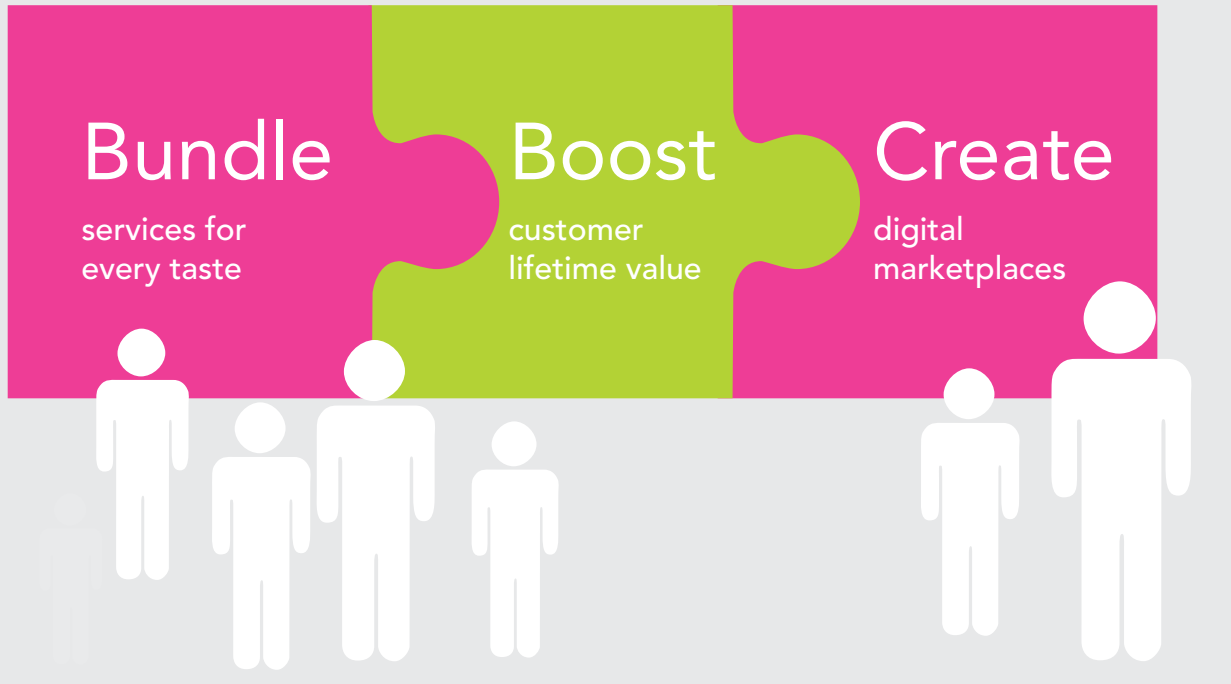 Bundle
services for
every taste
Boost
customer
lifetime value
Create
digital
marketplaces